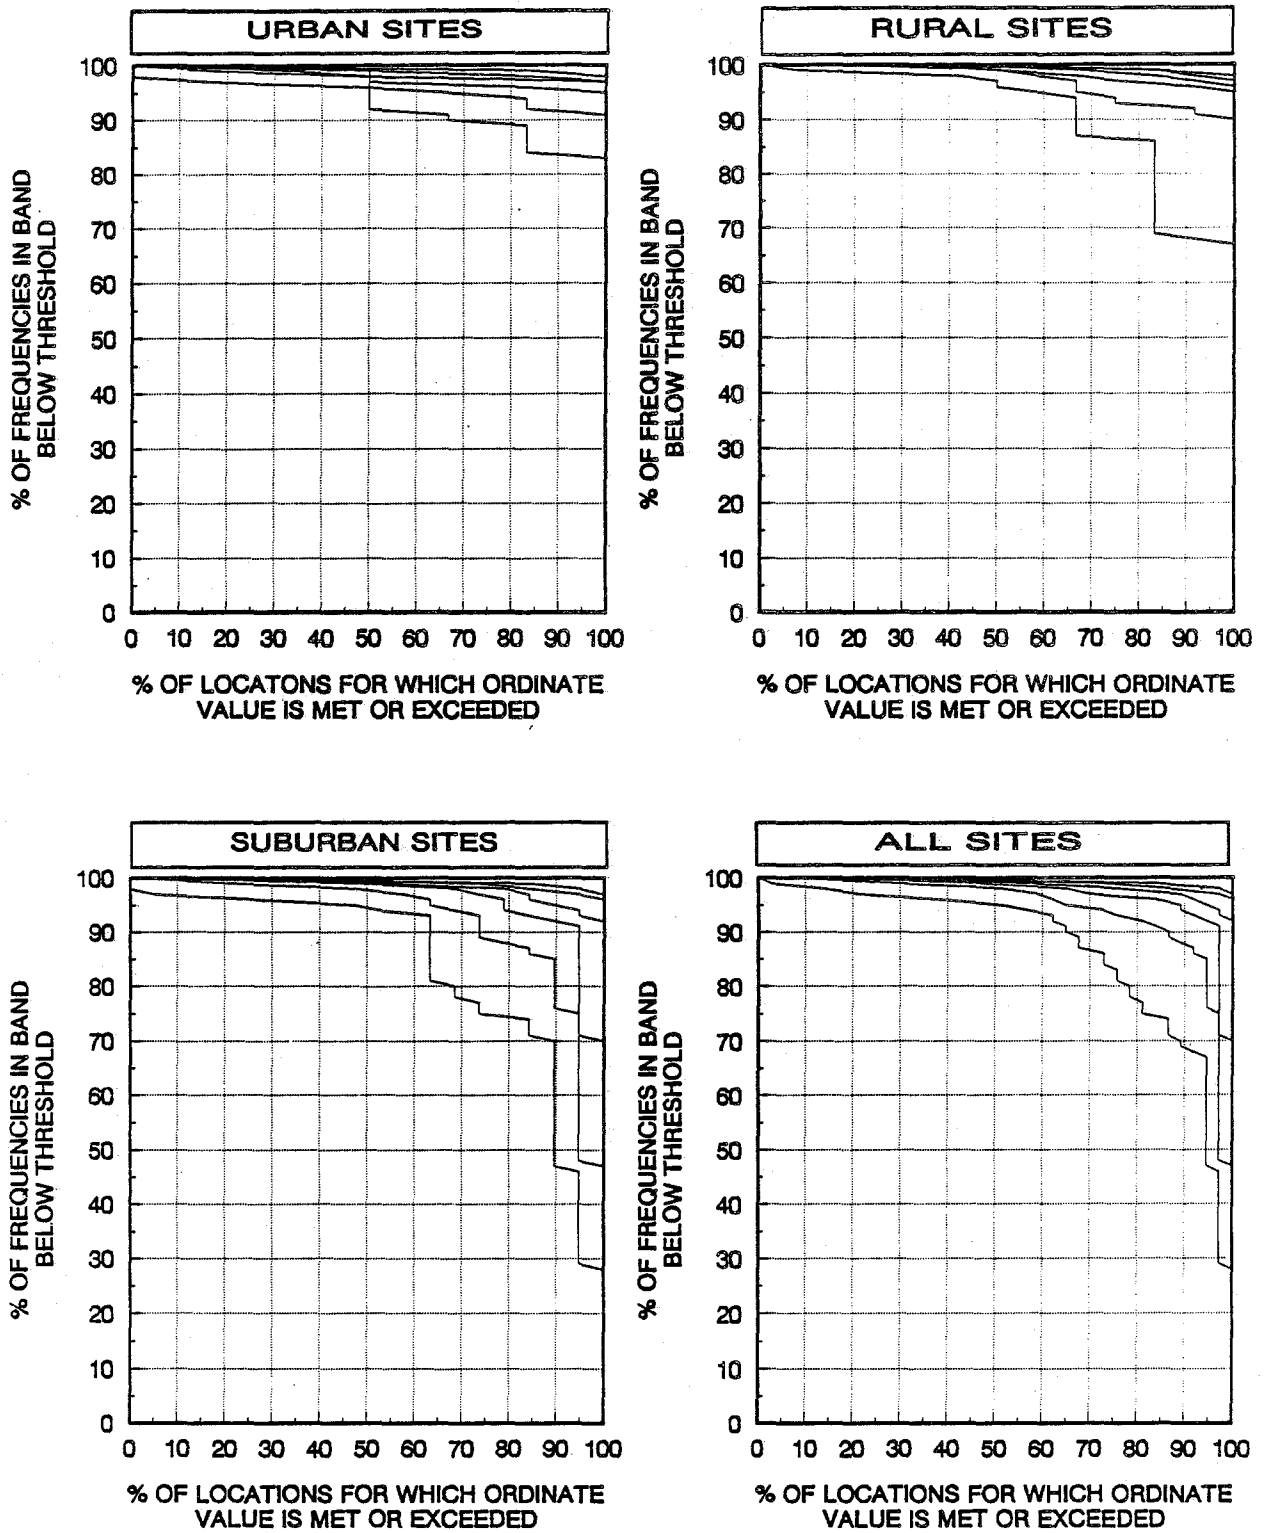 URBAN SITES
100
90
80
70
60
50
40
30
20
10
0
0 10 20 30 40 50 60 70 80 90 100
% OF FREQUENCIES IN BAND
BELOW THRESHOLD
% OF LOCATONS FOR WHICH ORDINATE
VALUE IS MET OR EXCEEDED
RURAL SITES
100
90
80
70
60
50
40
30
20
10
0
0 10 20 30 40 50 60 70 80 90 100
% OF FREQUENCIES IN BAND
BELOW THRESHOLD
% OF LOCATIONS FOR WHICH ORDINATE
VALUE IS MET OR EXCEEDED
SUBURBAN SITES
100
90
80
70
60
50
40
30
20
10
0
0 10 20 30 40 50 60 70 80 90 100
% OF FREQUENCIES IN BAND
BELOW THRESHOLD
% OF LOCATIONS FOR WHICH ORDINATE
VALUE IS MET OR EXCEEDED
ALL SITES
100
90
80
70
60
50
40
30
20
10
0
0 10 20 30 40 50 60 70 80 90 100
% OF FREQUENCIES IN BAND
BELOW THRESHOLD
% OF LOCATIONS FOR WHICH ORDINATE
VALUE IS MET OR EXCEEDED